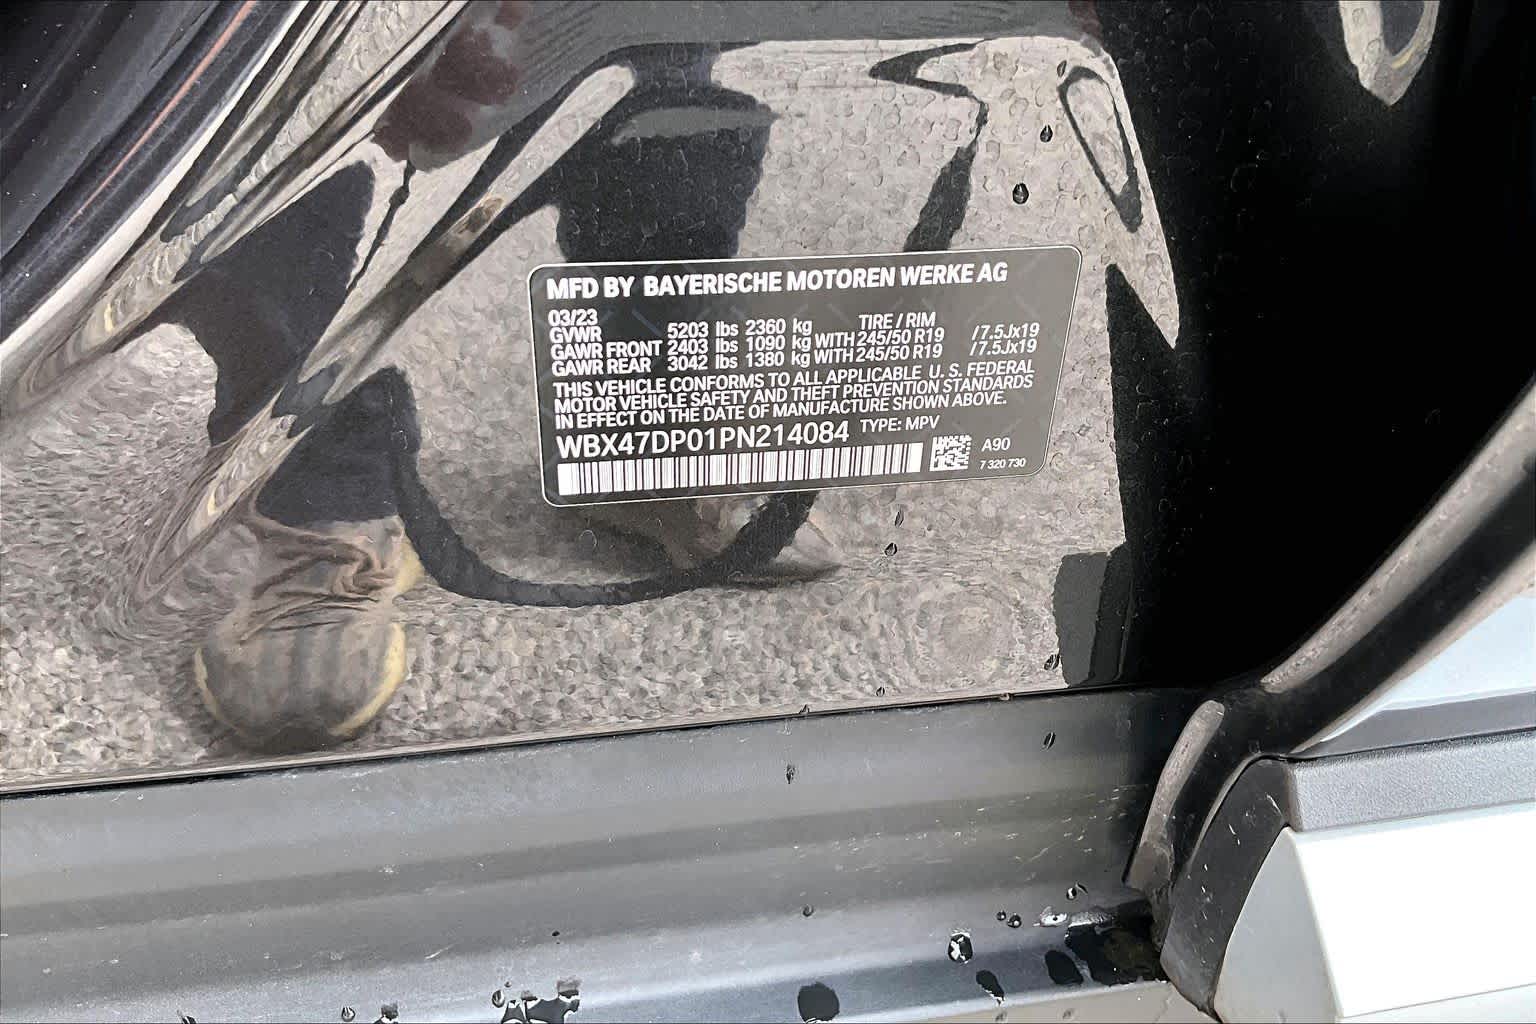 MFD BY BAYERISCHE MOTOREN WERKE AG
03/23 TIRE / RIM
GVWR 5203 lbs 2360 kg
GAWR FRONT 2403 lbs 1090 kg WITH 245/50 R19 /7.5Jx19
GAWR REAR 3042 lbs 1380 kg WITH 245/50 R19 /7.5Jx19
THIS VEHICLE CONFORMS TO ALL APPLICABLE U. S. FEDERAL
MOTOR VEHICLE SAFETY AND THEFT PREVENTION STANDARDS
IN EFFECT ON THE DATE OF MANUFACTURE SHOWN ABOVE.
WBX47DP01PN214084 TYPE: MPV
A90
7 320 730